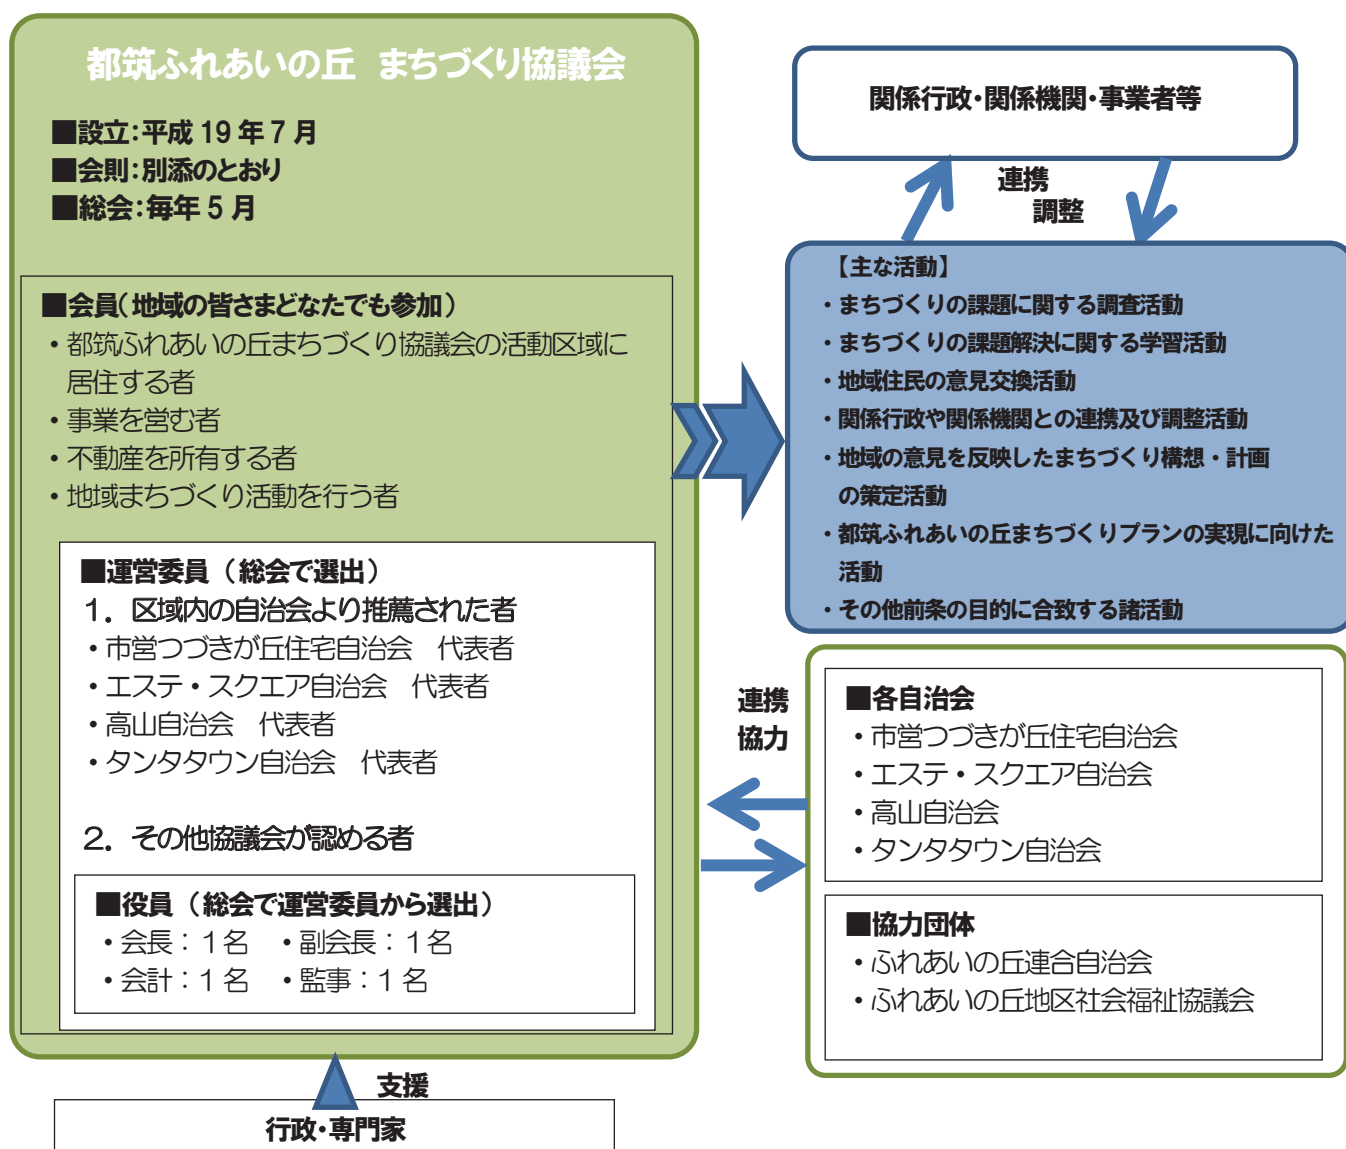 都筑ふれあいの丘　まちづくり協議会
■設立：平成 19 年 7 月
■会則：別添のとおり
■総会：毎年 5 月
■会員（地域の皆さまどなたでも参加）
・都筑ふれあいの丘まちづくり協議会の活動区域に
居住する者
・事業を営む者
・不動産を所有する者
・地域まちづくり活動を行う者
■運営委員（総会で選出）
１．区域内の自治会より推薦された者
・市営つづきが丘住宅自治会　代表者
・エステ・スクエア自治会　代表者
・高山自治会　代表者
・タンタタウン自治会　代表者
２．その他協議会が認める者
■役員（総会で運営委員から選出）
・会長：１名　・副会長：１名
・会計：１名　・監事：１名
支援
行政・専門家
関係行政・関係機関・事業者等
連携
調整
【主な活動】
・まちづくりの課題に関する調査活動
・まちづくりの課題解決に関する学習活動
・地域住民の意見交換活動
・関係行政や関係機関との連携及び調整活動
・地域の意見を反映したまちづくり構想・計画
の策定活動
・都筑ふれあいの丘まちづくりプランの実現に向けた
活動
・その他前条の目的に合致する諸活動
連携
協力
■各自治会
・市営つづきが丘住宅自治会
・エステ・スクエア自治会
・高山自治会
・タンタタウン自治会
■協力団体
・ふれあいの丘連合自治会
・ふれあいの丘地区社会福祉協議会